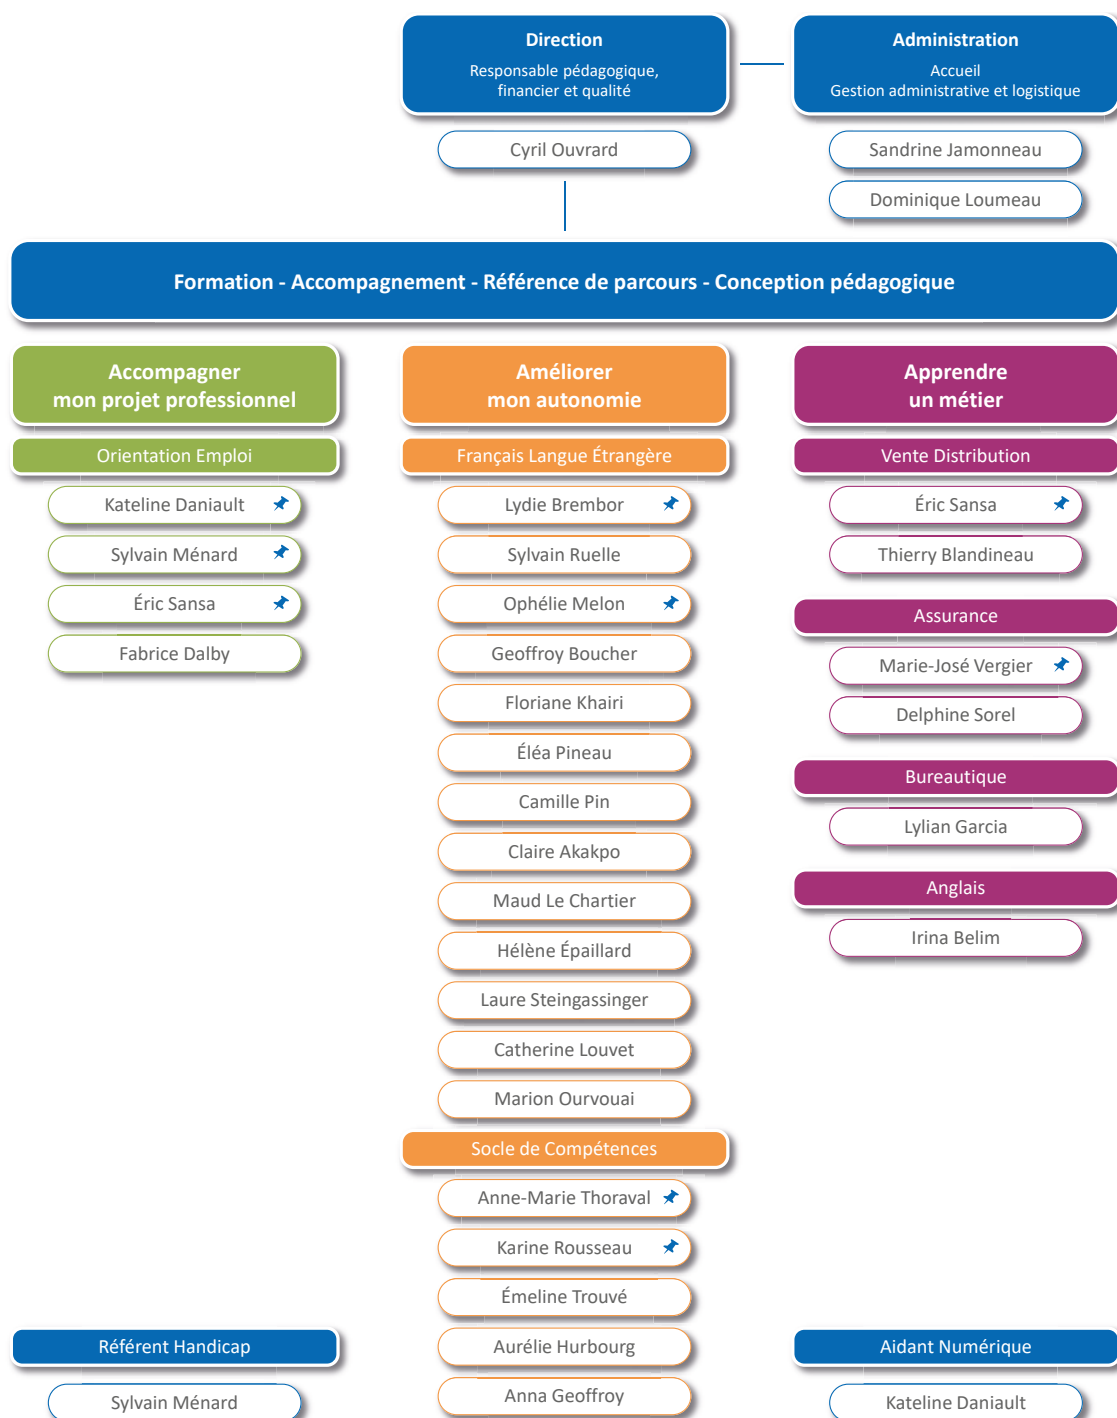 Direction
Responsable pédagogique,
financier et qualité
Cyril Ouvrard
Administration
Accueil
Gestion administrative et logistique
Sandrine Jamonneau
Dominique Loumeau
Formation - Accompagnement - Référence de parcours - Conception pédagogique
Accompagner
mon projet professionnel
Orientation Emploi
Kateline Daniault
Sylvain Ménard
Éric Sansa
Fabrice Dalby
Améliorer
mon autonomie
Français Langue Étrangère
Lydie Brembor
Sylvain Ruelle
Ophélie Melon
Geoffroy Boucher
Floriane Khairi
Éléa Pineau
Camille Pin
Claire Akakpo
Maud Le Chartier
Hélène Épaillard
Laure Steingassinger
Catherine Louvet
Marion Ourvouai
Socle de Compétences
Anne-Marie Thoraval
Karine Rousseau
Émeline Trouvé
Aurélie Hurbourg
Anna Geoffroy
Apprendre
un métier
Vente Distribution
Éric Sansa
Thierry Blandineau
Assurance
Marie-José Vergier
Delphine Sorel
Bureautique
Lylian Garcia
Anglais
Irina Belim
Référent Handicap
Sylvain Ménard
Aidant Numérique
Kateline Daniault